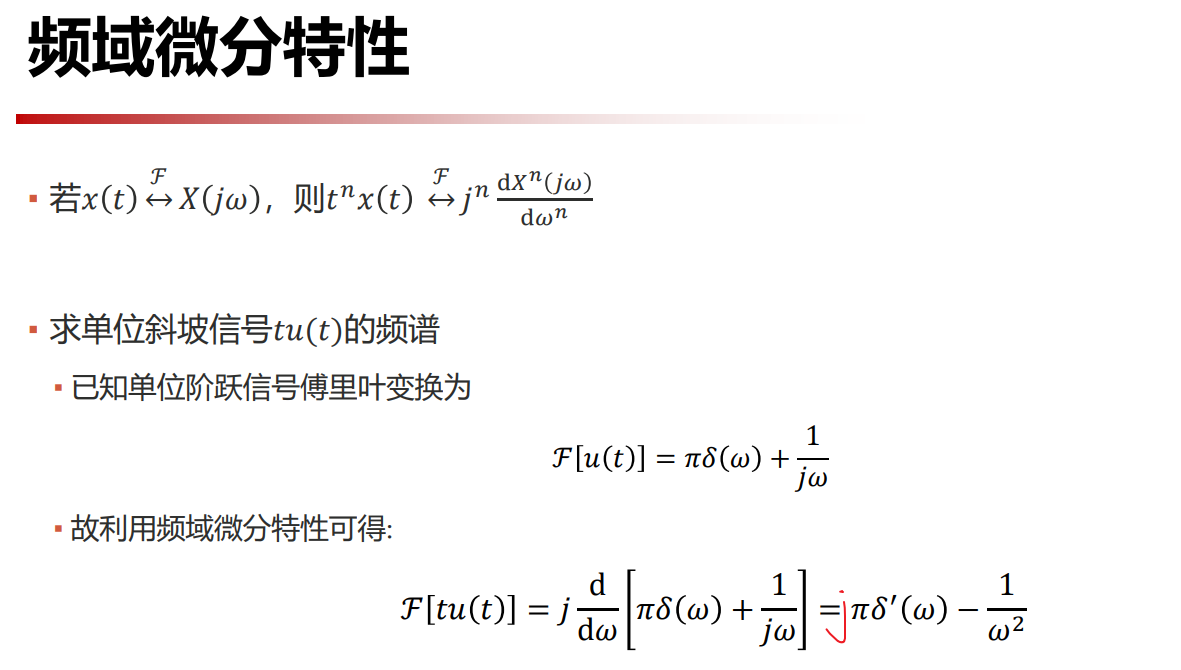 频域微分特性
▪ 若$x(t) \overset{\mathcal{F}}{\leftrightarrow} X(j\omega)$，则$t^n x(t) \overset{\mathcal{F}}{\leftrightarrow} j^n \frac{\mathrm{d}X^n(j\omega)}{\mathrm{d}\omega^n}$
▪ 求单位斜坡信号$tu(t)$的频谱
▪ 已知单位阶跃信号傅里叶变换为
$\mathcal{F}[u(t)] = \pi\delta(\omega) + \frac{1}{j\omega}$
▪ 故利用频域微分特性可得:
$\mathcal{F}[tu(t)] = j\frac{\mathrm{d}}{\mathrm{d}\omega}\left[\pi\delta(\omega) + \frac{1}{j\omega}\right] = j\pi\delta'(\omega) - \frac{1}{\omega^2}$